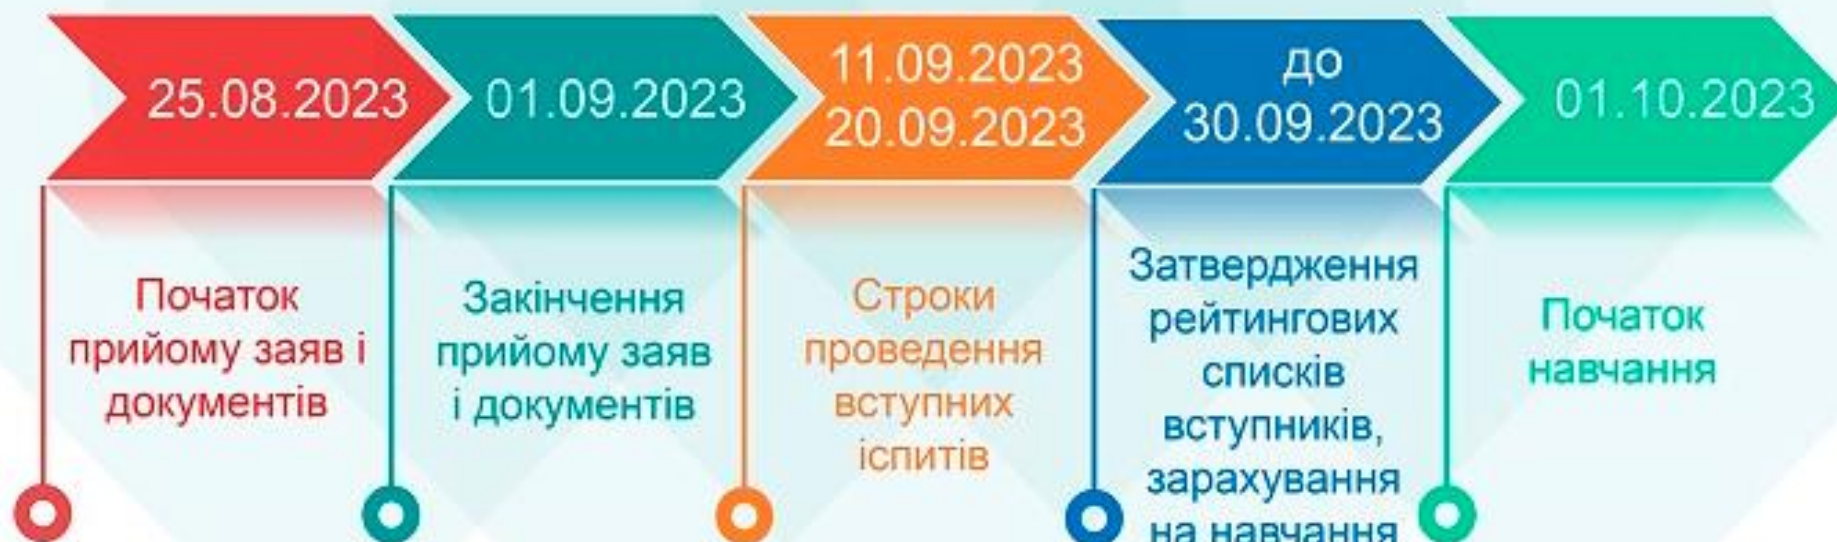 25.08.2023
01.09.2023
11.09.2023
20.09.2023
до
30.09.2023
01.10.2023
Початок
прийому заяв і
документів
Закінчення
прийому заяв
і документів
Строки
проведення
вступних
іспитів
Затвердження
рейтингових
списків
вступників,
зарахування
на навчання
Початок
навчання